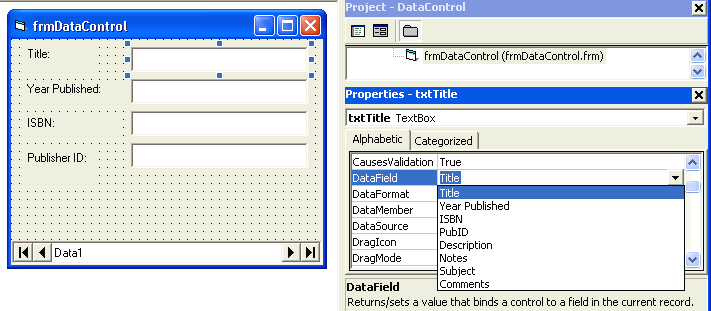 frmDataControl
Title:
Year Published:
ISBN:
Publisher ID:
Data1
Project - DataControl
frmDataControl (frmDataControl.frm)
Properties - txtTitle
txtTitle TextBox
Alphabetic Categorized
CausesValidation True
DataField Title
DataFormat Title
DataMember Year Published
DataSource ISBN
DragIcon PubID
DragMode Description
Notes
Subject
Comments
DataField
Returns/sets a value that binds a control to a field in the current record.